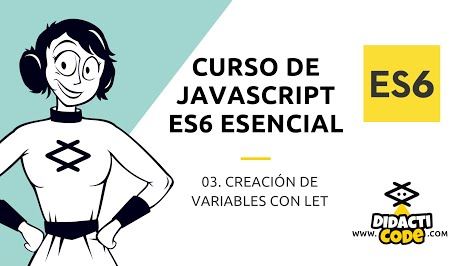 CURSO DE
JAVASCRIPT
ES6 ESENCIAL
ES6
03. CREACIÓN DE
VARIABLES CON LET
DIDACTI
WWW.CODE.COM